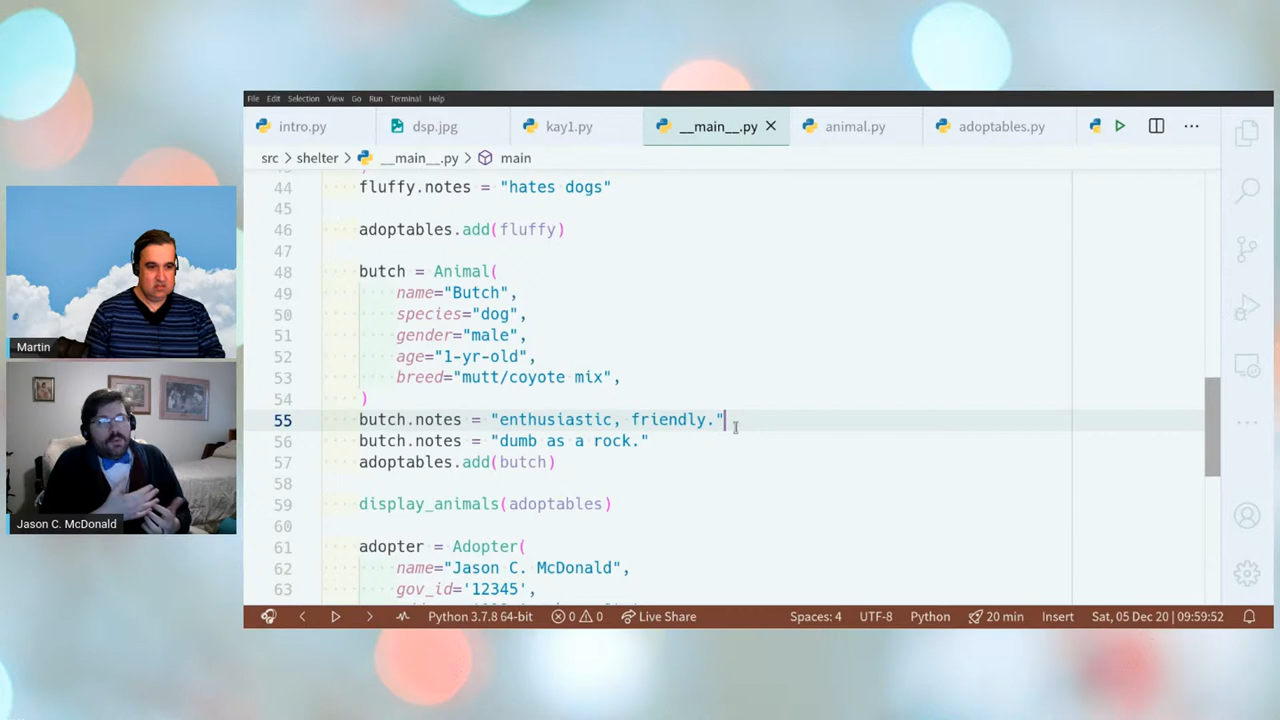 File Edit Selection View Go Run Terminal Help
intro.py dsp.jpg kay1.py __main__.py animal.py adoptables.py
src > shelter > __main__.py > main
44 fluffy.notes = "hates dogs"
45
46 adoptables.add(fluffy)
47
48 butch = Animal(
49 name="Butch",
50 species="dog",
51 gender="male",
52 age="1-yr-old",
53 breed="mutt/coyote mix",
54 )
55 butch.notes = "enthusiastic, friendly."
56 butch.notes = "dumb as a rock."
57 adoptables.add(butch)
58
59 display_animals(adoptables)
60
61 adopter = Adopter(
62 name="Jason C. McDonald",
63 gov_id='12345',
Python 3.7.8 64-bit 0 0 Live Share Spaces: 4 UTF-8 Python 20 min Insert Sat, 05 Dec 20, 09:59:52
Martin
Jason C. McDonald